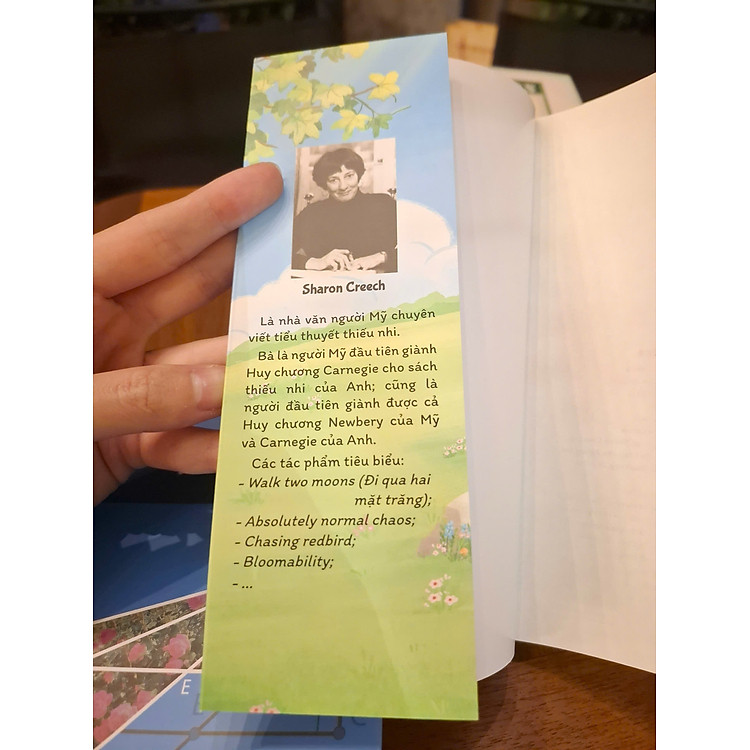 Sharon Creech
Là nhà văn người Mỹ chuyên
viết tiểu thuyết thiếu nhi.
Bà là người Mỹ đầu tiên giành
Huy chương Carnegie cho sách
thiếu nhi của Anh; cũng là
người đầu tiên giành được cả
Huy chương Newbery của Mỹ
và Carnegie của Anh.
Các tác phẩm tiêu biểu:
- Walk two moons (Đi qua hai
mặt trăng);
- Absolutely normal chaos;
- Chasing redbird;
- Bloomability;
- ...
E
C